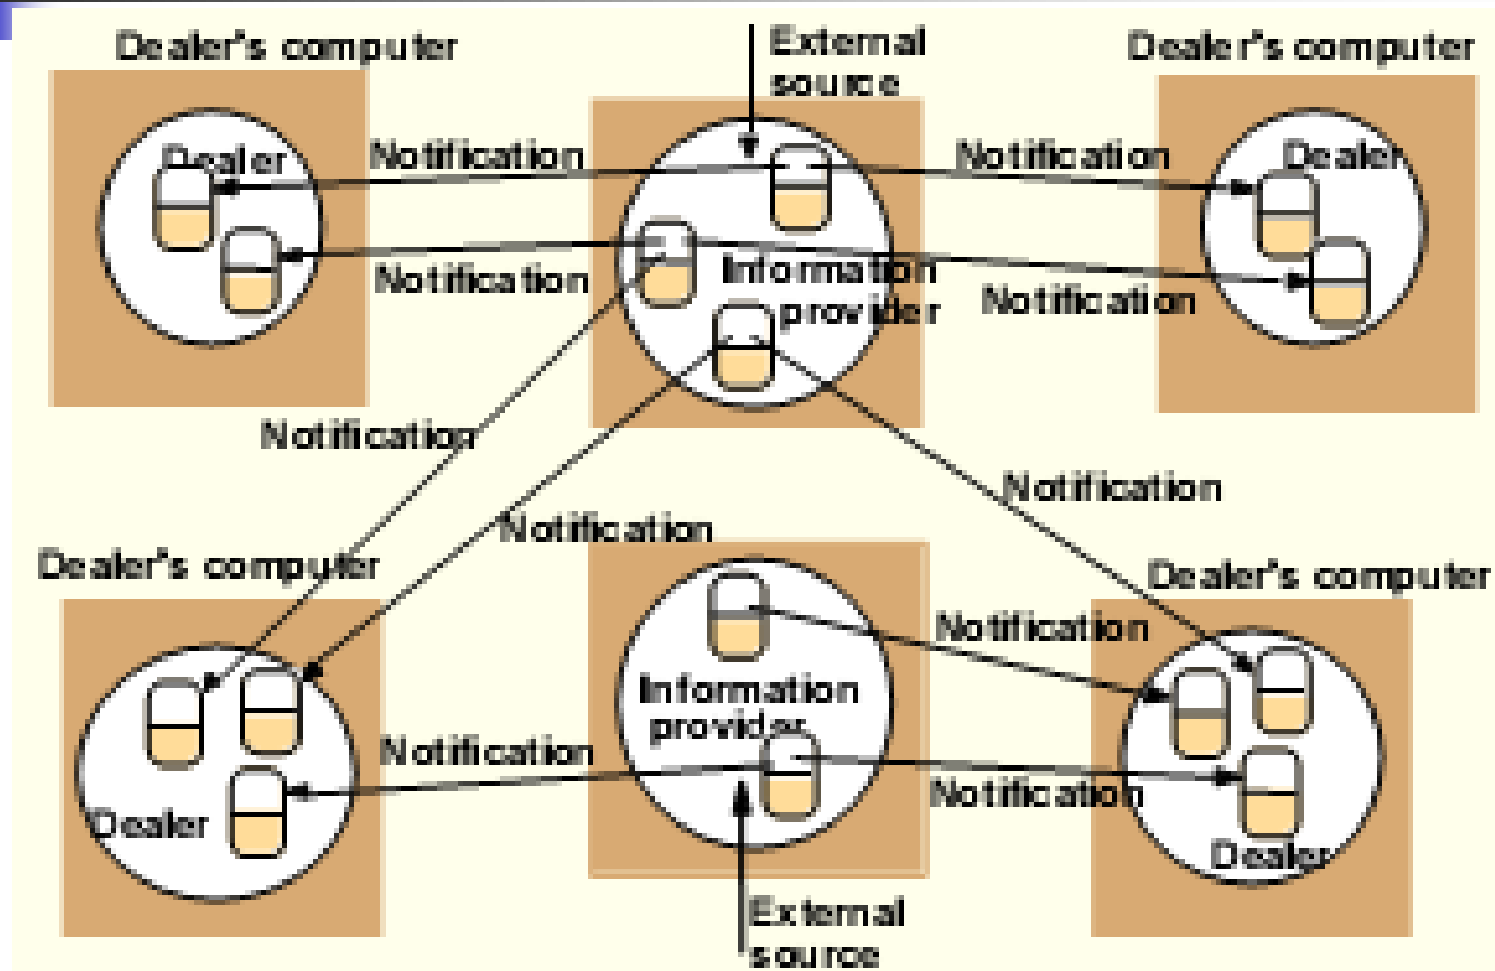 Dealer's computer
External
source
Dealer's computer
Dealer
Notification
Notification
Dealer
Notification
Information
provider
Notification
Notification
Notification
Notification
Dealer's computer
Dealer's computer
Notification
Information
provider
Notification
Notification
Dealer
Dealer
External
source